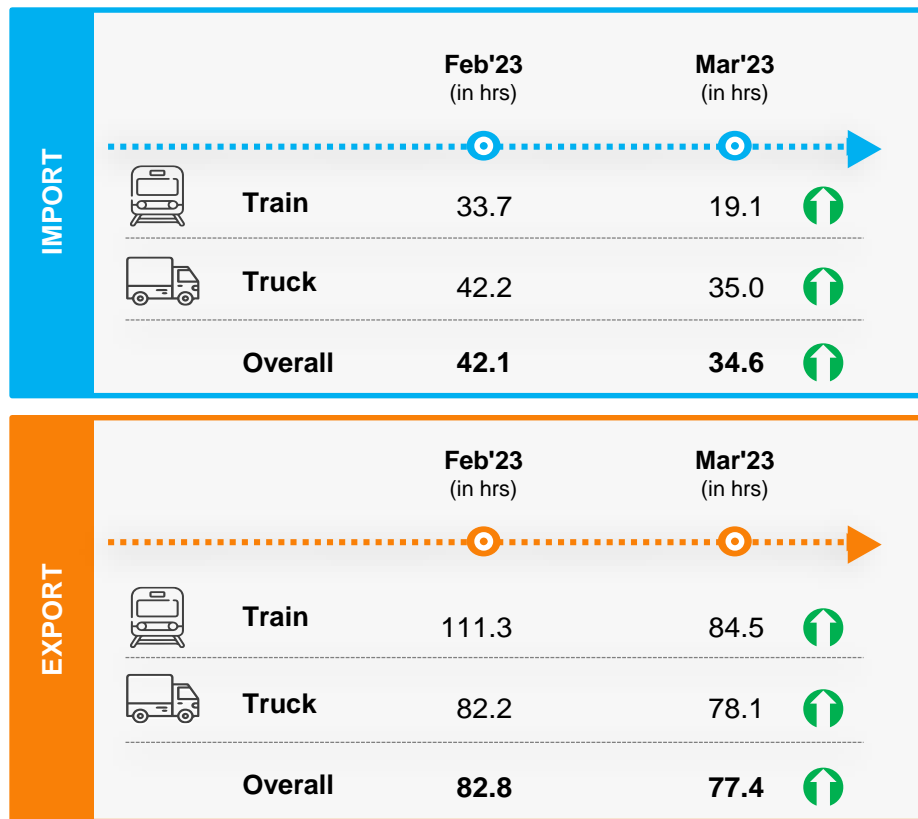 IMPORT
Feb'23 Mar'23
(in hrs) (in hrs)
Train 33.7 19.1
Truck 42.2 35.0
Overall 42.1 34.6
EXPORT
Feb'23 Mar'23
(in hrs) (in hrs)
Train 111.3 84.5
Truck 82.2 78.1
Overall 82.8 77.4